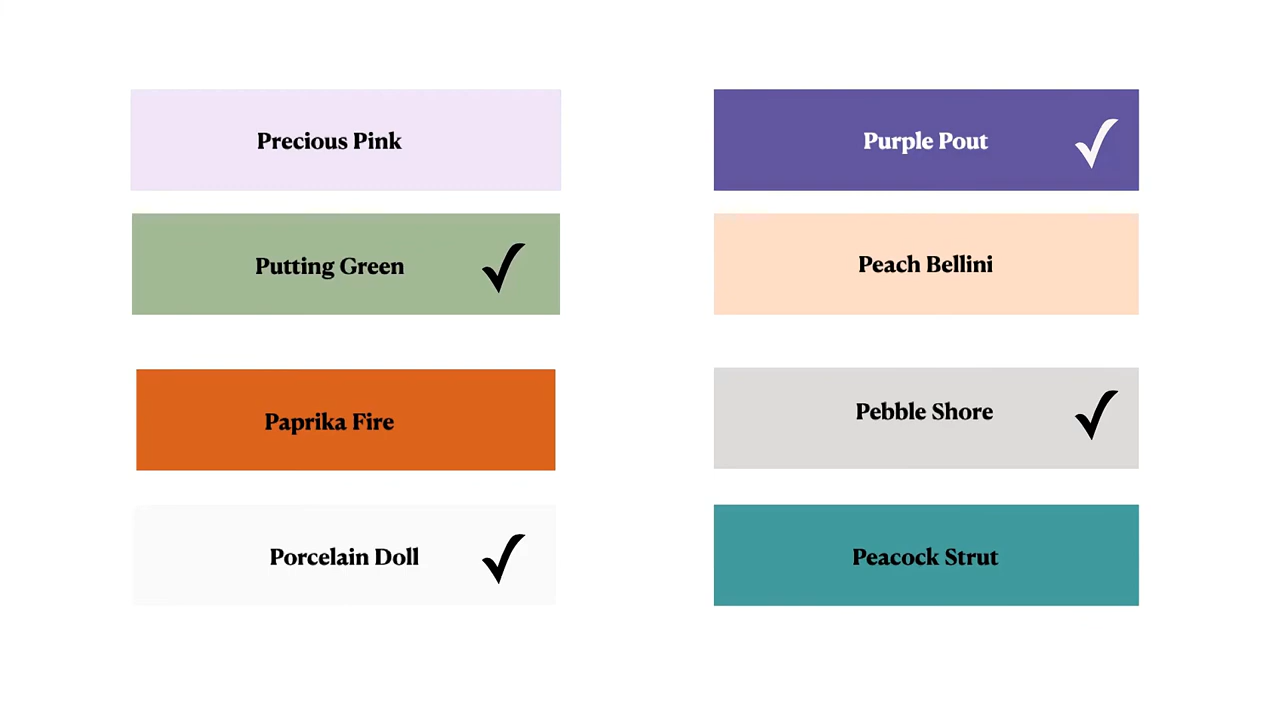 Precious Pink
Purple Pout ✓
Putting Green ✓
Peach Bellini
Paprika Fire
Pebble Shore ✓
Porcelain Doll ✓
Peacock Strut